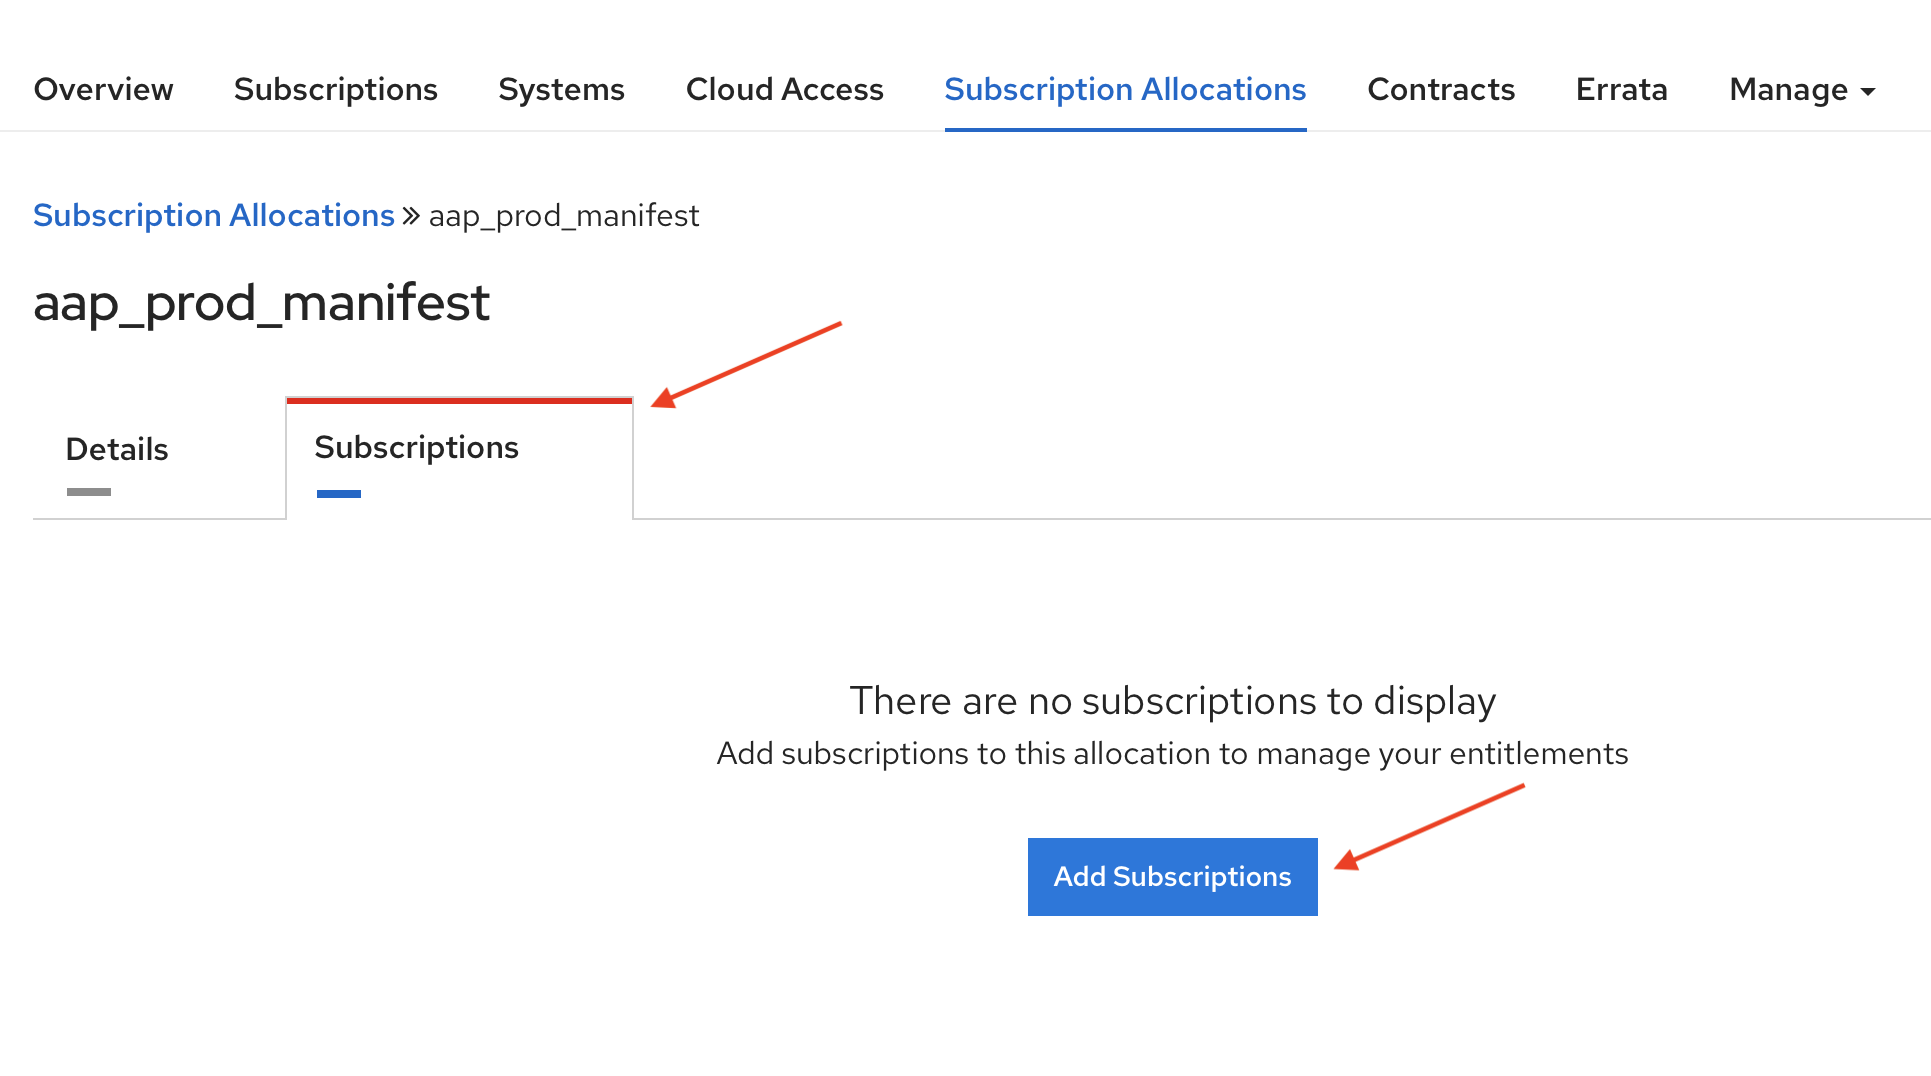 Overview Subscriptions Systems Cloud Access Subscription Allocations Contracts Errata Manage
Subscription Allocations » aap_prod_manifest
aap_prod_manifest
Details Subscriptions
There are no subscriptions to display
Add subscriptions to this allocation to manage your entitlements
Add Subscriptions